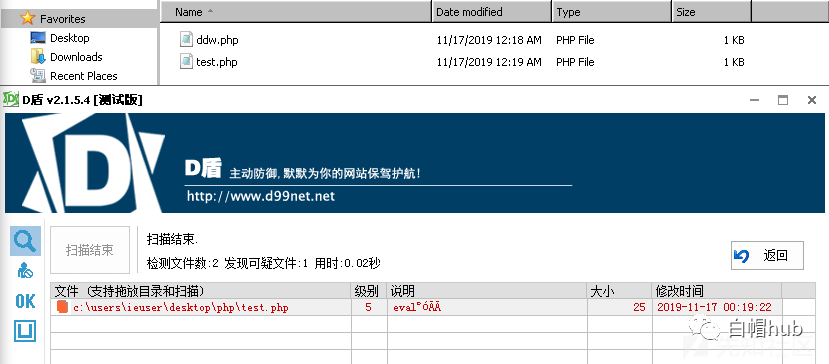 Favorites
Desktop
Downloads
Recent Places
Name Date modified Type Size
ddw.php 11/17/2019 12:18 AM PHP File 1 KB
test.php 11/17/2019 12:19 AM PHP File 1 KB
D盾 v2.1.5.4 [测试版]
D盾 主动防御,默默为你的网站保驾护航!
http://www.d99net.net
扫描结束
扫描结束.
检测文件数:2 发现可疑文件:1 用时:0.02秒
返回
OK
文件 (支持拖放目录和扫描) 级别 说明 大小 修改时间
c:\users\ieuser\desktop\php\test.php 5 evalºóÃÅ 25 2019-11-17 00:19:22
白帽hub